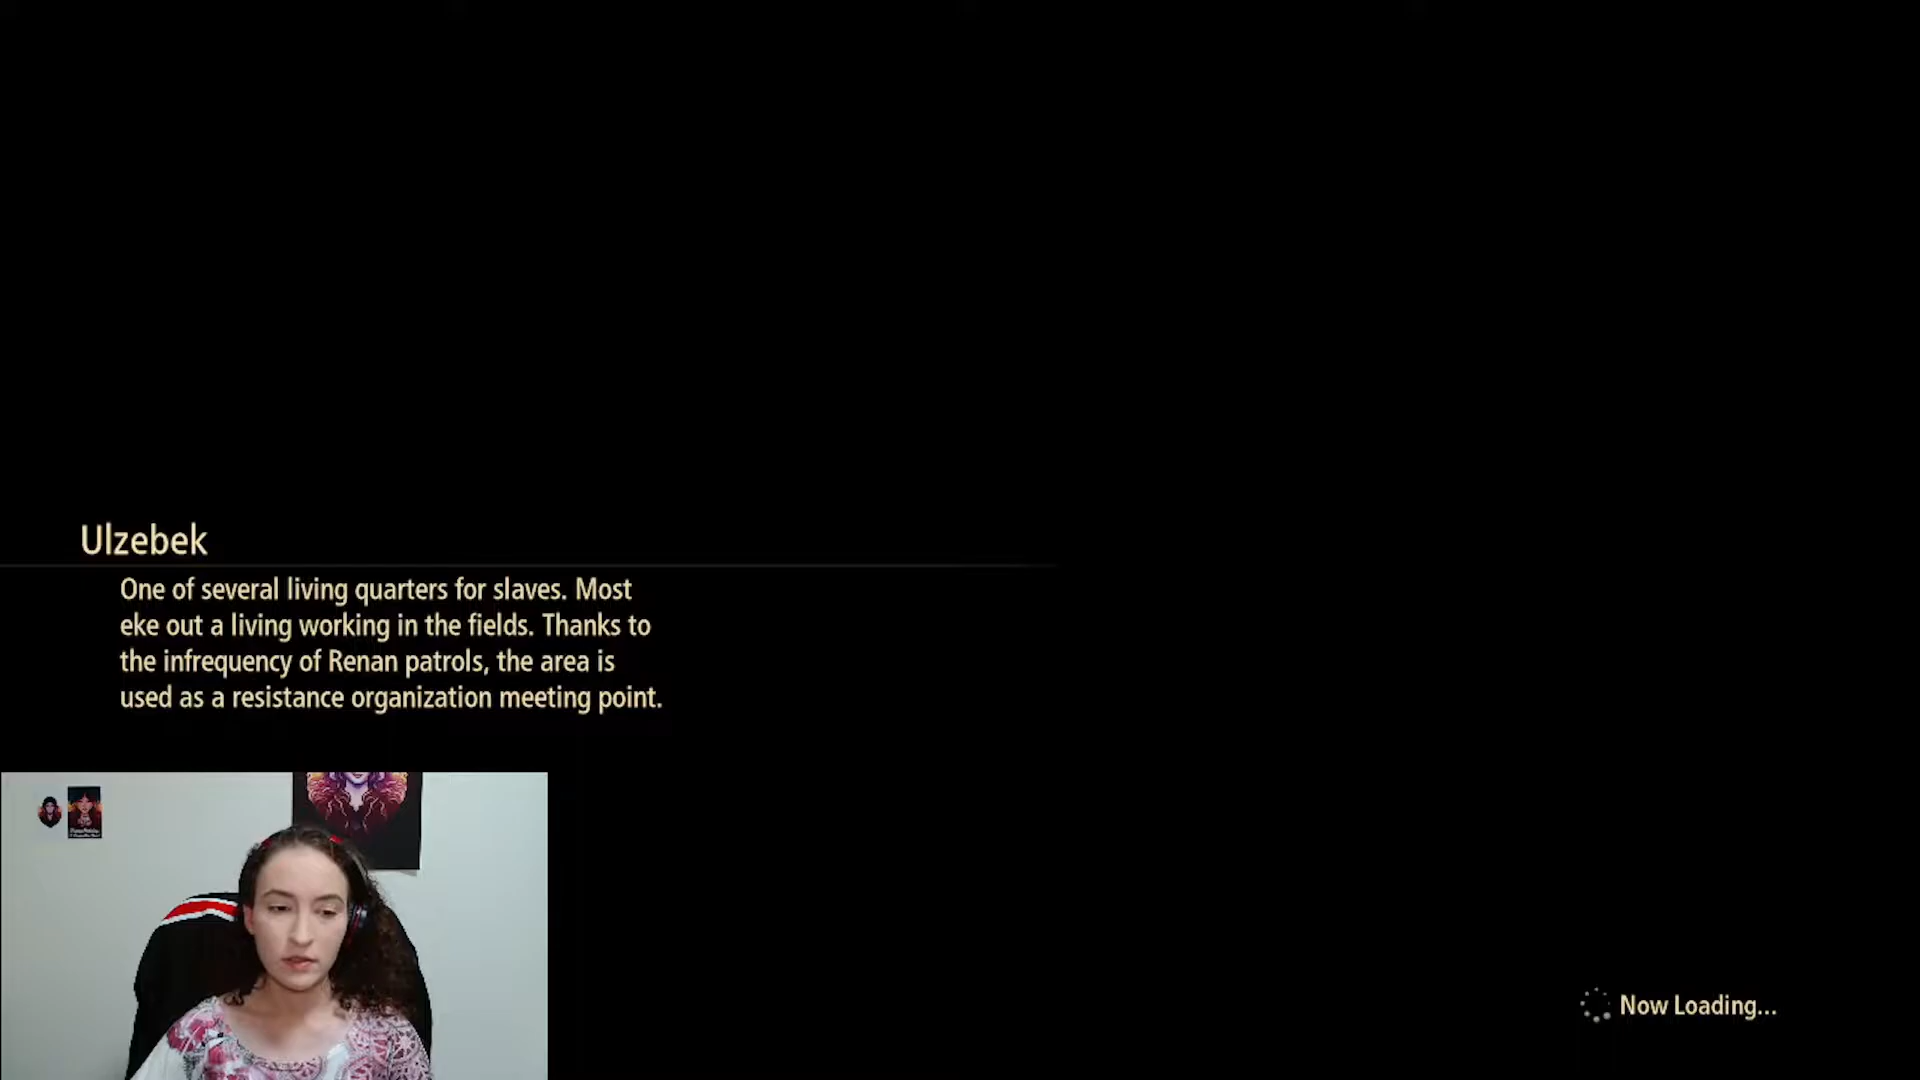 Ulzebek
One of several living quarters for slaves. Most
eke out a living working in the fields. Thanks to
the infrequency of Renan patrols, the area is
used as a resistance organization meeting point.
Now Loading...